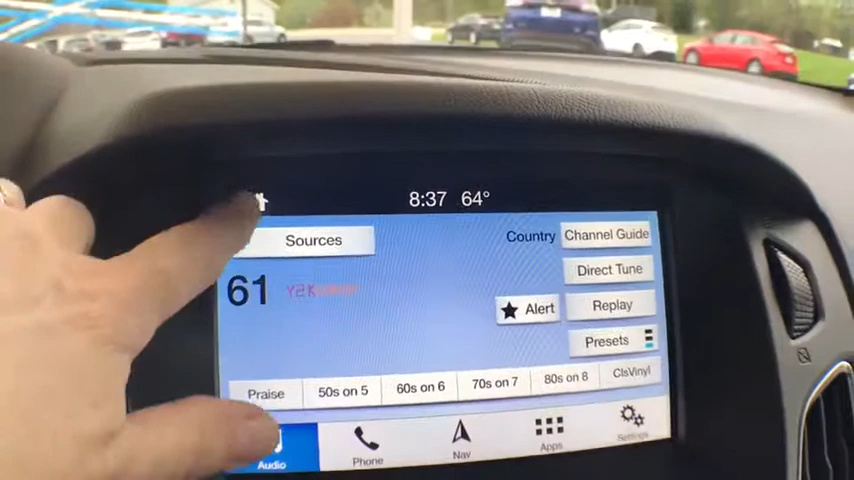 8:37 64°
Sources
Country
Channel Guide
Direct Tune
61
Y2K
Alert
Replay
Presets
Praise
50s on 5
60s on 6
70s on 7
80s on 8
ClsVinyl
Audio
Phone
Nav
Apps
Settings